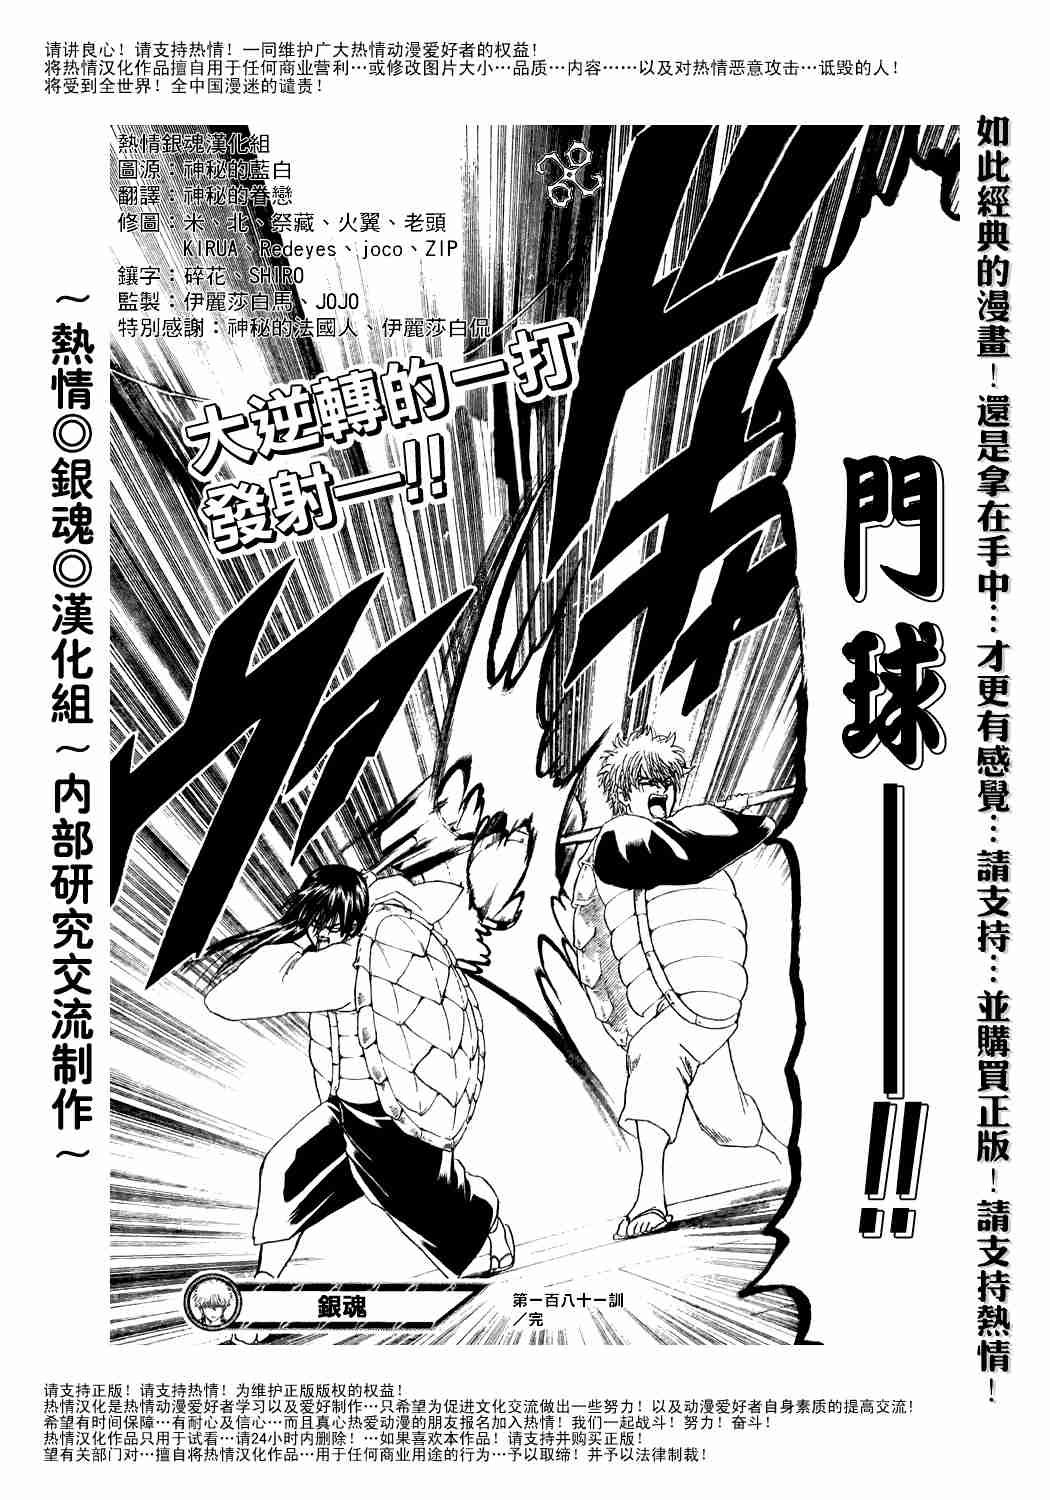 请讲良心！请支持热情！一同维护广大热情动漫爱好者的权益！
将热情汉化作品擅自用于任何商业营利…或修改图片大小…品质…内容……以及对热情恶意攻击…诋毁的人！
将受到全世界！全中国漫迷的谴责！
熱情銀魂漢化組
圖源：神秘的藍白
翻譯：神秘的眷戀
修圖：米、北、祭藏、火翼、老頭
KIRUA、Redeyes、joco、ZIP
鑲字：碎花、SHIRO
監製：伊麗莎白馬、JOJO
特別感謝：神秘的法國人、伊麗莎白侃
大逆轉的一打
發射—!!
門球——!!
如此經典的漫畫！還是拿在手中…才更有感覺…請支持…並購買正版！請支持熱情！
～熱情◎銀魂◎漢化組～内部研究交流制作～
銀魂
第一百八十一訓
／完
请支持正版！请支持热情！为维护正版版权的权益！
热情汉化是热情动漫爱好者学习以及爱好制作…只希望为促进文化交流做出一些努力！以及动漫爱好者自身素质的提高交流！
希望有时间保障…有耐心及信心…而且真心热爱动漫的朋友报名加入热情！我们一起战斗！努力！奋斗！
热情汉化作品只用于试看…请24小时内删除！…如果喜欢本作品！请支持并购买正版！
望有关部门对…擅自将热情汉化作品…用于任何商业用途的行为…予以取缔！并予以法律制裁！